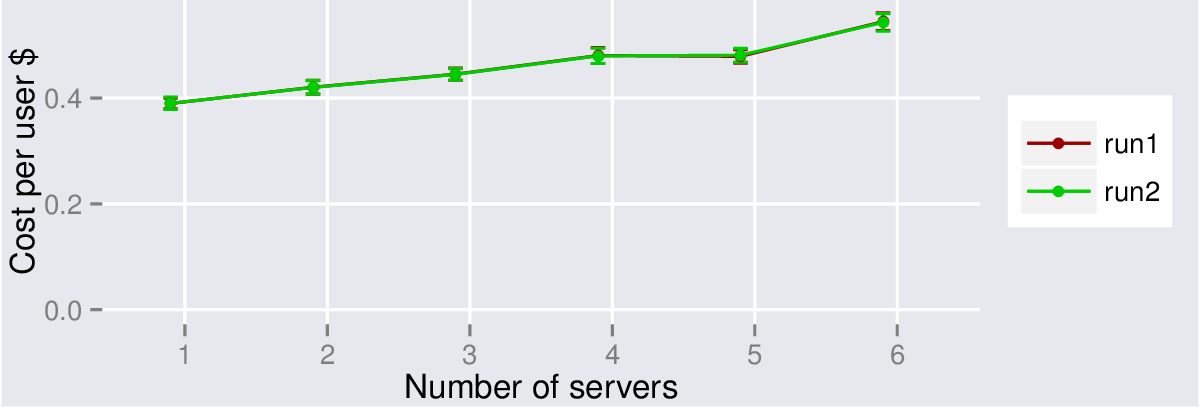 Cost per user $
0.4
0.2
0.0
1 2 3 4 5 6
Number of servers
run1
run2